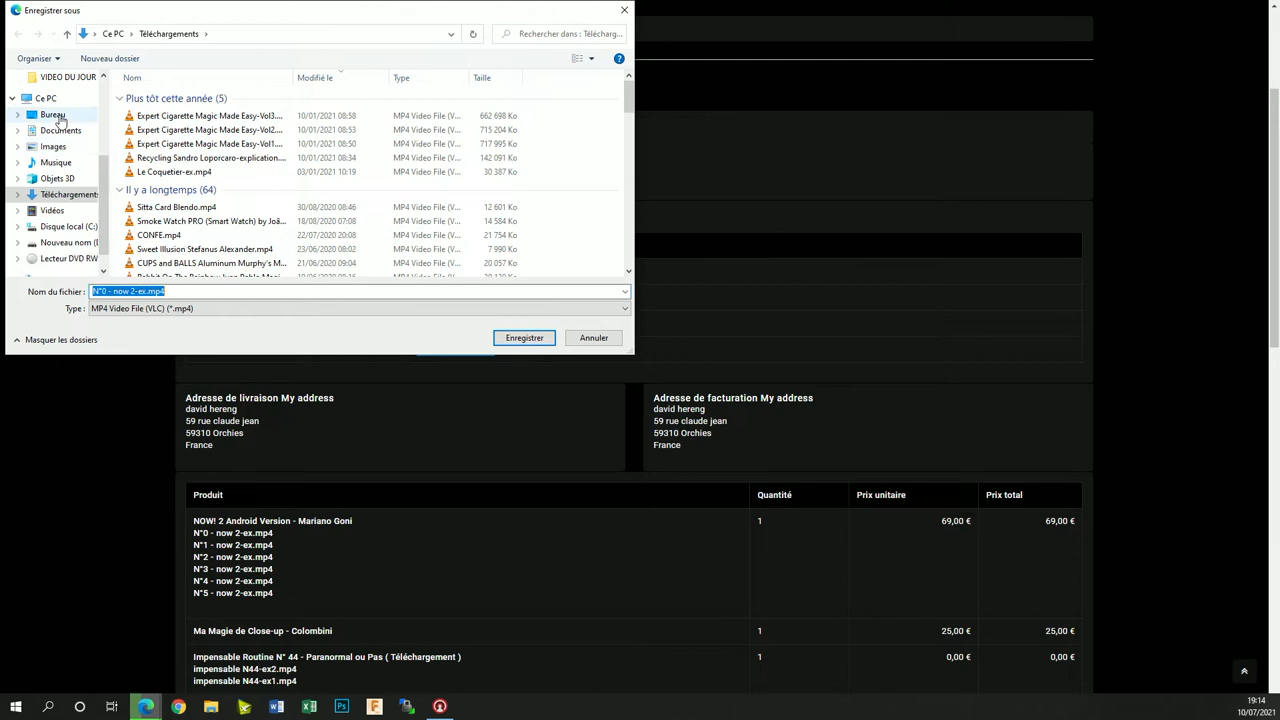 Enregistrer sous
Ce PC > Téléchargements >
Rechercher dans : Télécharg...
Organiser
Nouveau dossier
VIDEO DU JOUR
Ce PC
Bureau
Documents
Images
Musique
Objets 3D
Téléchargements
Vidéos
Disque local (C:)
Nouveau nom (D
Lecteur DVD RW
Nom
Modifié le
Type
Taille
Plus tôt cette année (5)
Expert Cigarette Magic Made Easy-Vol3.... 10/01/2021 08:58 MP4 Video File (V... 662 698 Ko
Expert Cigarette Magic Made Easy-Vol2.... 10/01/2021 08:53 MP4 Video File (V... 715 204 Ko
Expert Cigarette Magic Made Easy-Vol1.... 10/01/2021 08:50 MP4 Video File (V... 717 995 Ko
Recycling Sandro Loporcaro-explication.... 10/01/2021 08:36 MP4 Video File (V... 142 091 Ko
Le Coquetier-ex.mp4 03/01/2021 10:19 MP4 Video File (V... 30 387 Ko
Il y a longtemps (64)
Sitta Card Blendo.mp4 30/08/2020 08:46 MP4 Video File (V... 12 601 Ko
Smoke Watch PRO (Smart Watch) by Joã... 18/08/2020 07:08 MP4 Video File (V... 14 584 Ko
CONFE.mp4 22/07/2020 20:08 MP4 Video File (V... 21 754 Ko
Sweet Illusion Stefanus Alexander.mp4 23/06/2020 08:02 MP4 Video File (V... 7 990 Ko
CUPS and BALLS Aluminum Murphy's M... 21/06/2020 09:04 MP4 Video File (V... 20 057 Ko
Nom du fichier : N°0 - now 2-ex.mp4
Type : MP4 Video File (VLC) (*.mp4)
Masquer les dossiers
Enregistrer
Annuler
Adresse de livraison My address
david hereng
59 rue claude jean
59310 Orchies
France
Adresse de facturation My address
david hereng
59 rue claude jean
59310 Orchies
France
Produit Quantité Prix unitaire Prix total
NOW! 2 Android Version - Mariano Goni 1 69,00 € 69,00 €
N°0 - now 2-ex.mp4
N°1 - now 2-ex.mp4
N°2 - now 2-ex.mp4
N°3 - now 2-ex.mp4
N°4 - now 2-ex.mp4
N°5 - now 2-ex.mp4
Ma Magie de Close-up - Colombini 1 25,00 € 25,00 €
Impensable Routine N° 44 - Paranormal ou Pas ( Téléchargement ) 1 0,00 € 0,00 €
impensable N44-ex2.mp4
impensable N44-ex1.mp4
19:14
10/07/2021